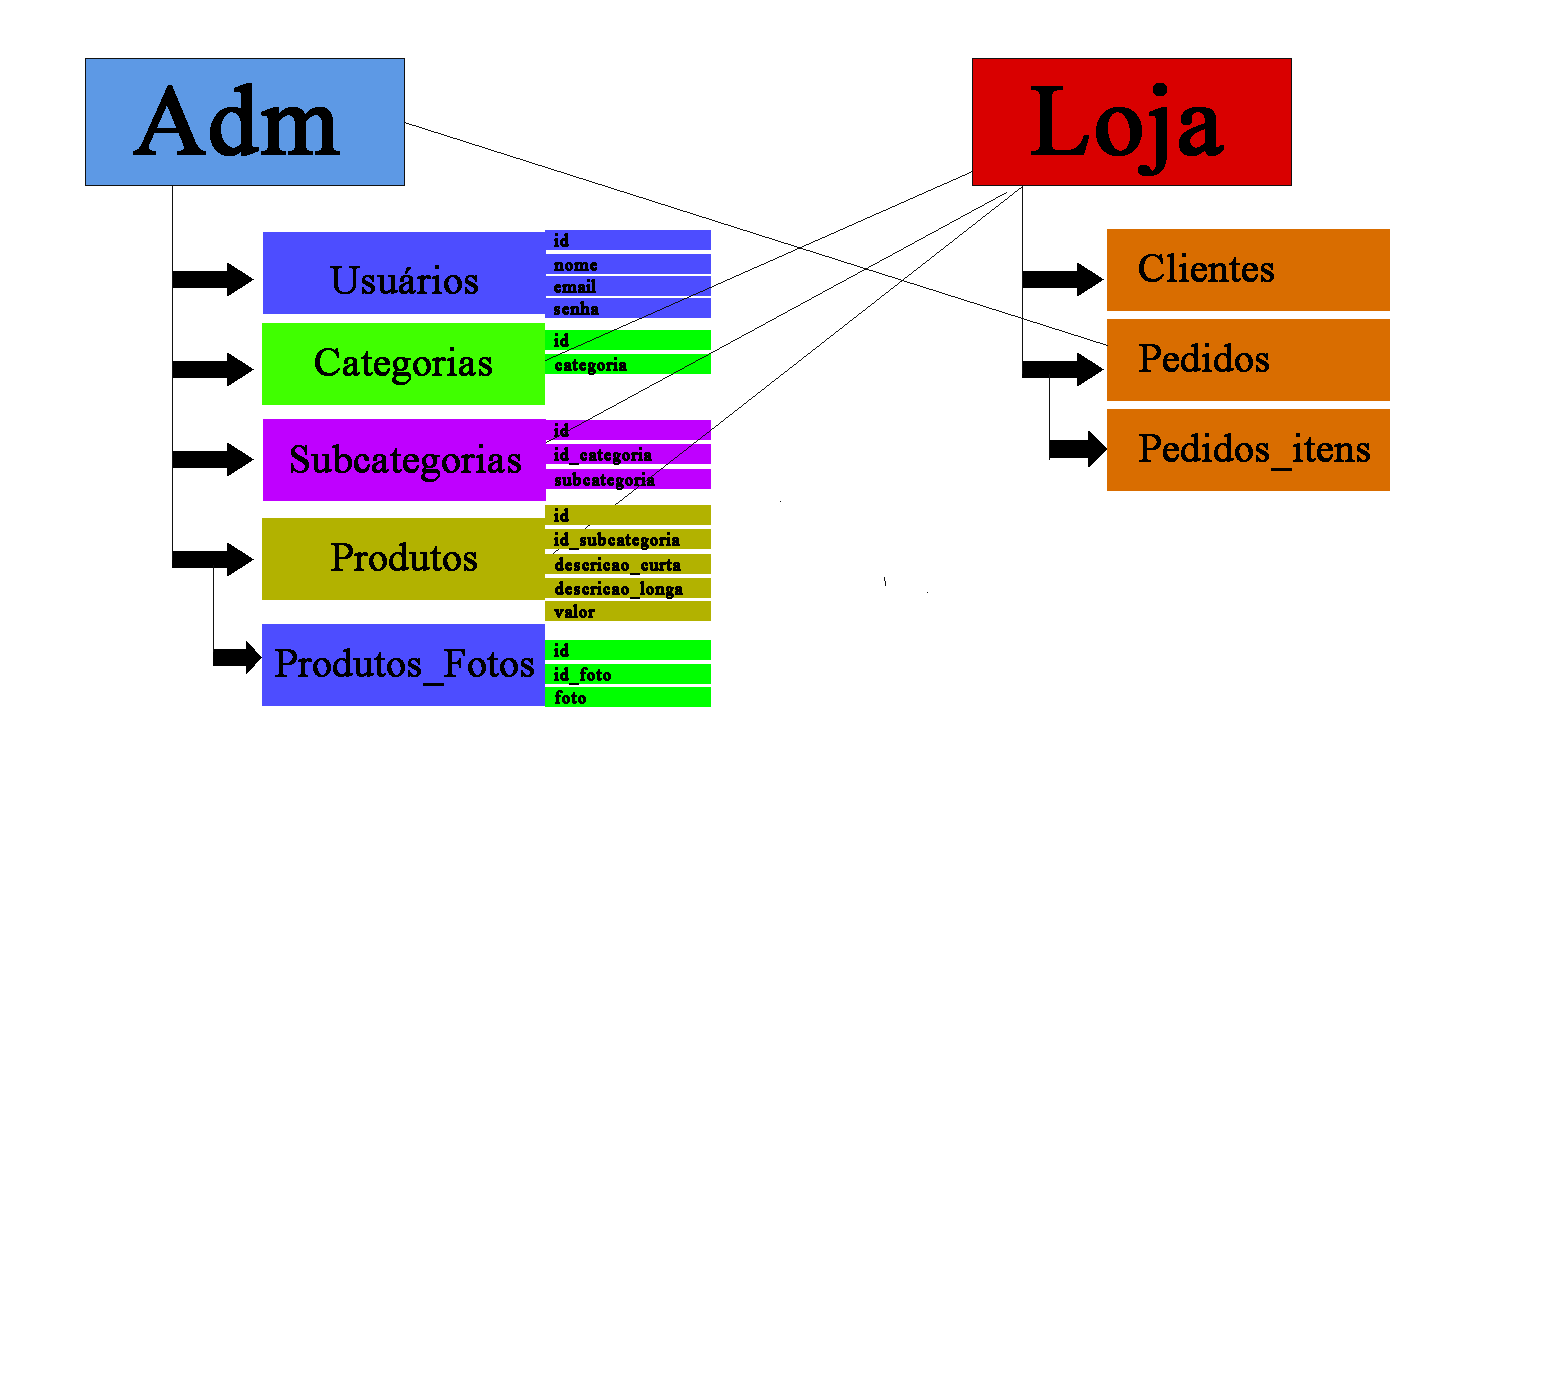 Adm
Usuários
id
nome
email
senha
Categorias
id
categoria
Subcategorias
id
id_categoria
subcategoria
Produtos
id
id_subcategoria
descricao_curta
descricao_longa
valor
Produtos_Fotos
id
id_foto
foto
Loja
Clientes
Pedidos
Pedidos_itens